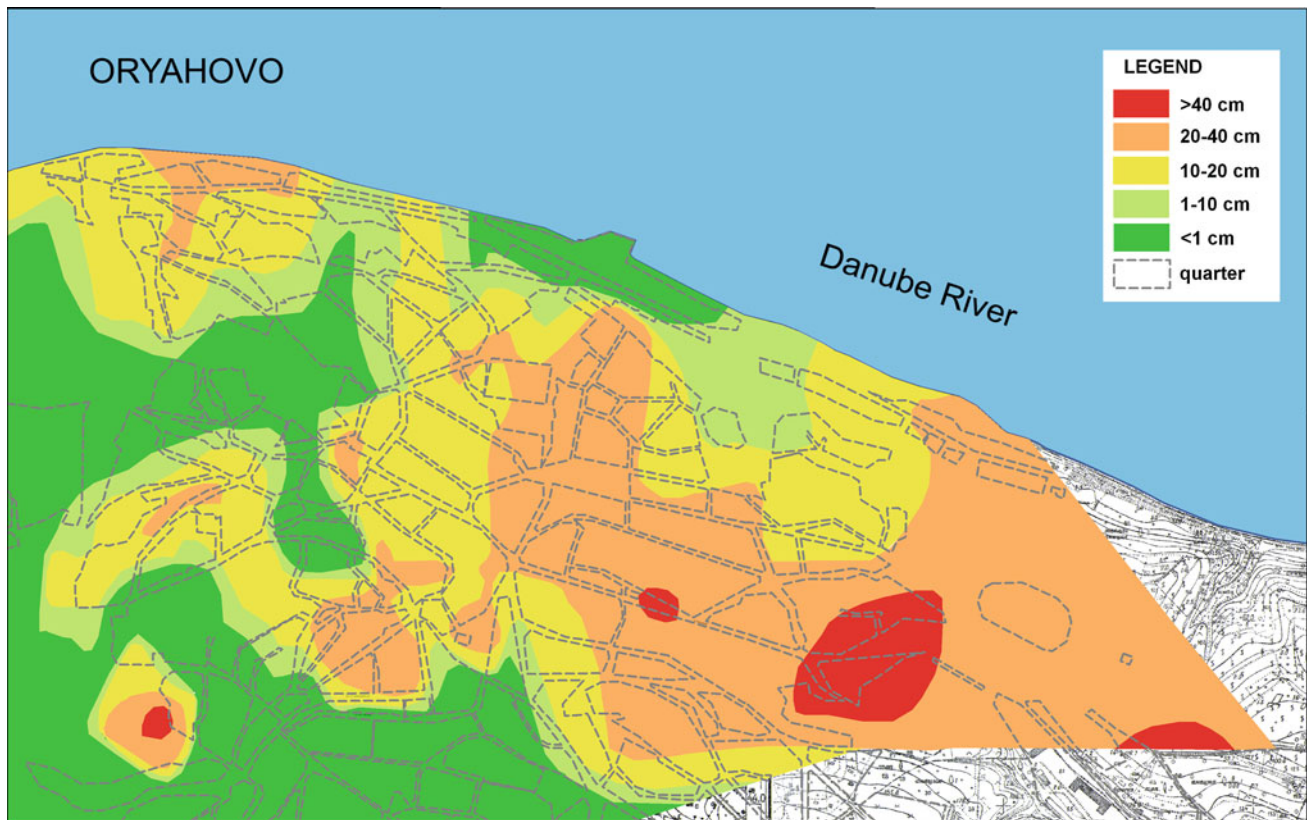 ORYAHOVO
LEGEND
>40 cm
20-40 cm
10-20 cm
1-10 cm
<1 cm
quarter
Danube River